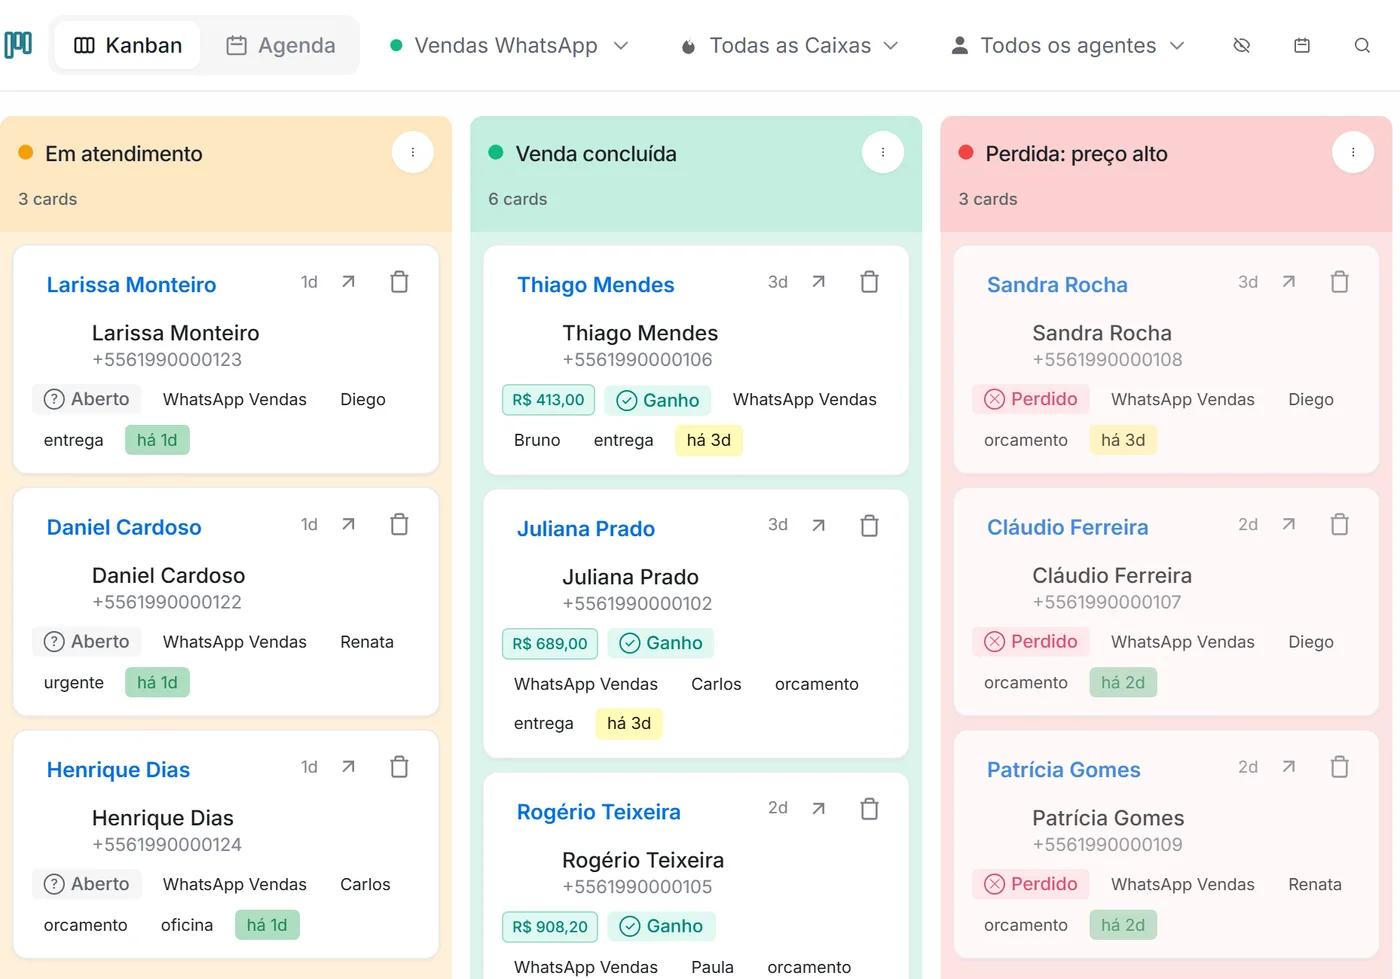 Kanban
Agenda
Vendas WhatsApp
Todas as Caixas
Todos os agentes
Em atendimento
3 cards
Larissa Monteiro 1d
Larissa Monteiro
+5561990000123
Aberto WhatsApp Vendas Diego
entrega há 1d
Daniel Cardoso 1d
Daniel Cardoso
+5561990000122
Aberto WhatsApp Vendas Renata
urgente há 1d
Henrique Dias 1d
Henrique Dias
+5561990000124
Aberto WhatsApp Vendas Carlos
orcamento oficina há 1d
Venda concluída
6 cards
Thiago Mendes 3d
Thiago Mendes
+5561990000106
R$ 413,00 Ganho WhatsApp Vendas
Bruno entrega há 3d
Juliana Prado 3d
Juliana Prado
+5561990000102
R$ 689,00 Ganho
WhatsApp Vendas Carlos orcamento
entrega há 3d
Rogério Teixeira 2d
Rogério Teixeira
+5561990000105
R$ 908,20 Ganho
WhatsApp Vendas Paula orcamento
Perdida: preço alto
3 cards
Sandra Rocha 3d
Sandra Rocha
+5561990000108
Perdido WhatsApp Vendas Diego
orcamento há 3d
Cláudio Ferreira 2d
Cláudio Ferreira
+5561990000107
Perdido WhatsApp Vendas Diego
orcamento há 2d
Patrícia Gomes 2d
Patrícia Gomes
+5561990000109
Perdido WhatsApp Vendas Renata
orcamento há 2d